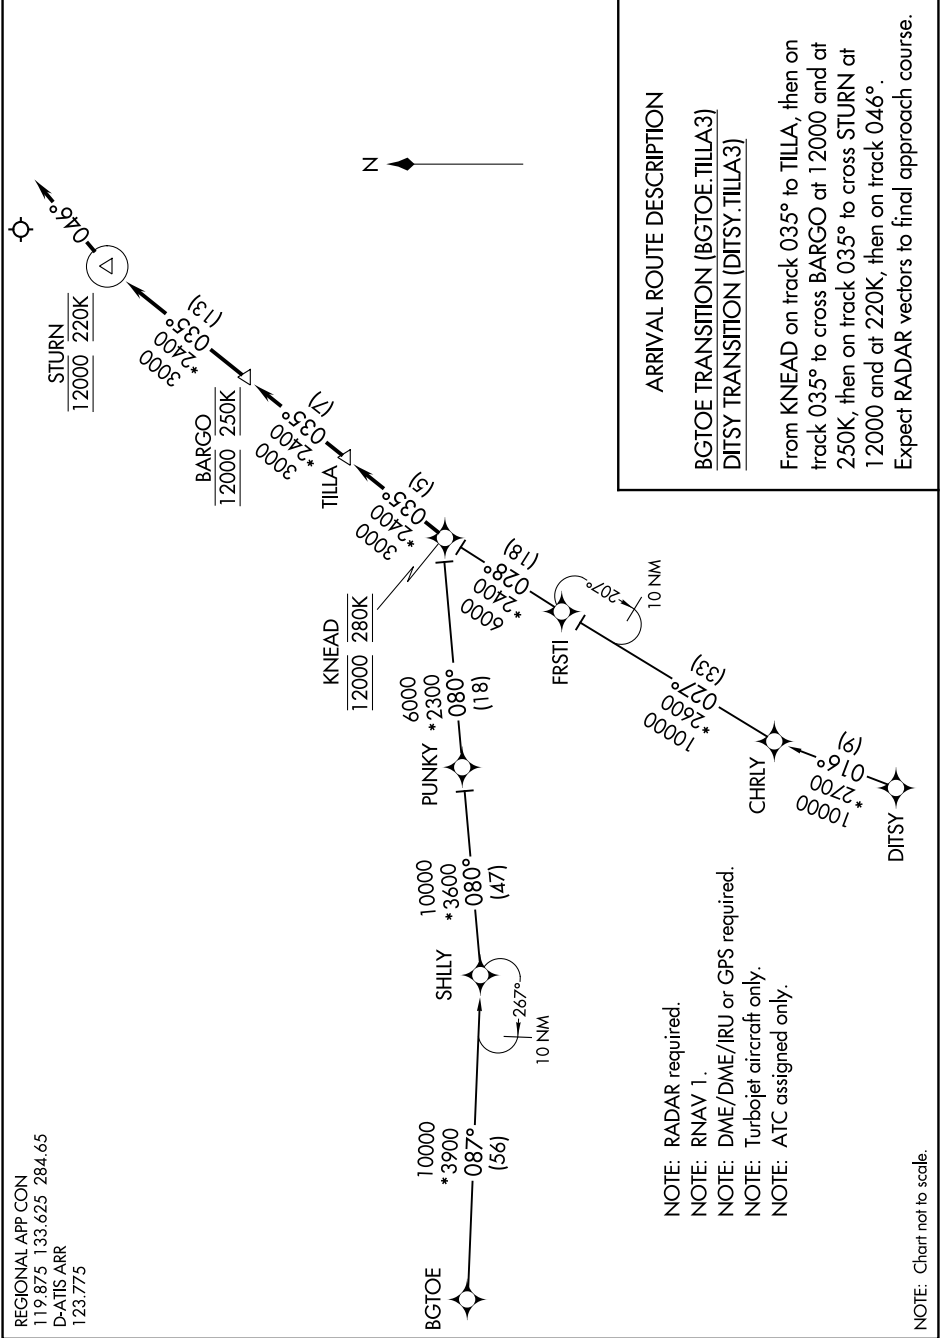 REGIONAL APP CON
119.875 133.625 284.65
D-ATIS ARR
123.775
STURN
12000 220K
046°
3000
*2400
035°
(13)
BARGO
12000 250K
3000
*2400
035°
(7)
TILLA
3000
*2400
035°
(5)
KNEAD
12000 280K
N
6000
*2400
028°
(18)
FRSTI
207°
10 NM
10000
*2600
027°
(33)
CHRLY
10000
*2700
016°
(9)
DITSY
BGTOE
10000
*3900
087°
(56)
SHLLY
267°
10 NM
10000
*3600
080°
(47)
PUNKY
6000
*2300
080°
(18)
NOTE: RADAR required.
NOTE: RNAV 1.
NOTE: DME/DME/IRU or GPS required.
NOTE: Turbojet aircraft only.
NOTE: ATC assigned only.
NOTE: Chart not to scale.
ARRIVAL ROUTE DESCRIPTION
BGTOE TRANSITION (BGTOE.TILLA3)
DITSY TRANSITION (DITSY.TILLA3)
From KNEAD on track 035° to TILLA, then on
track 035° to cross BARGO at 12000 and at
250K, then on track 035° to cross STURN at
12000 and at 220K, then on track 046°.
Expect RADAR vectors to final approach course.